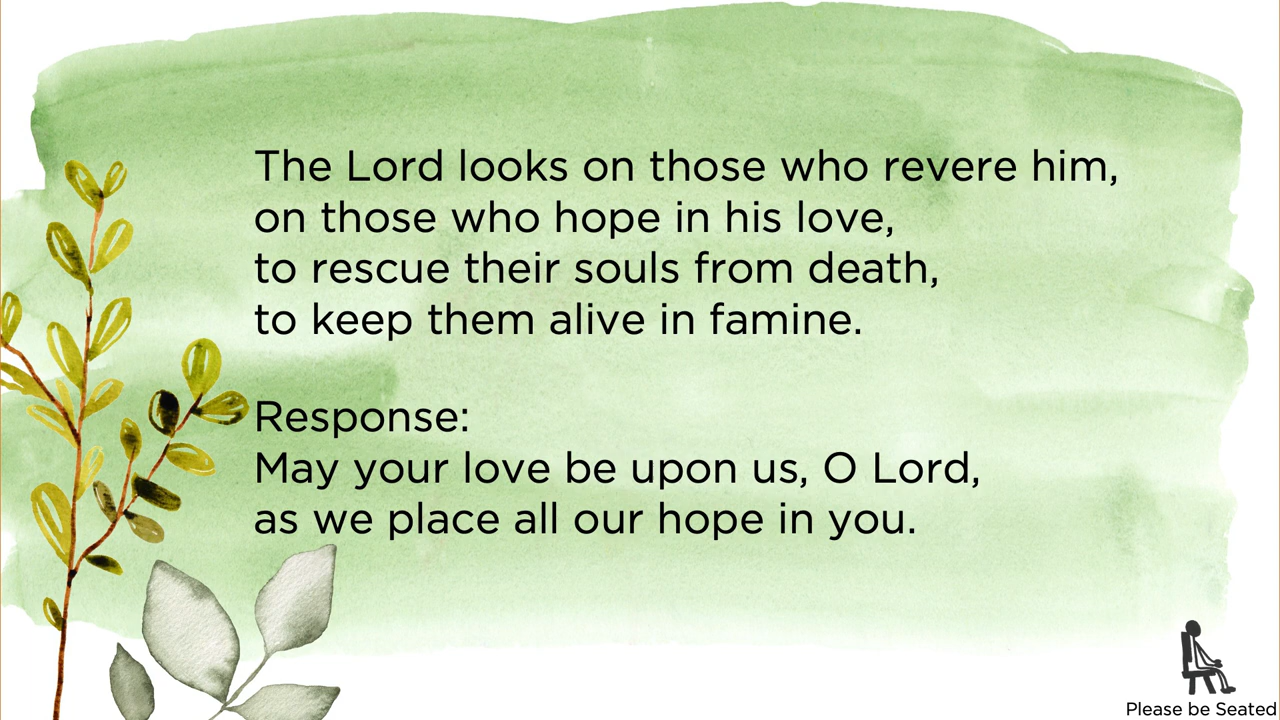 The Lord looks on those who revere him,
on those who hope in his love,
to rescue their souls from death,
to keep them alive in famine.
Response:
May your love be upon us, O Lord,
as we place all our hope in you.
Please be Seated